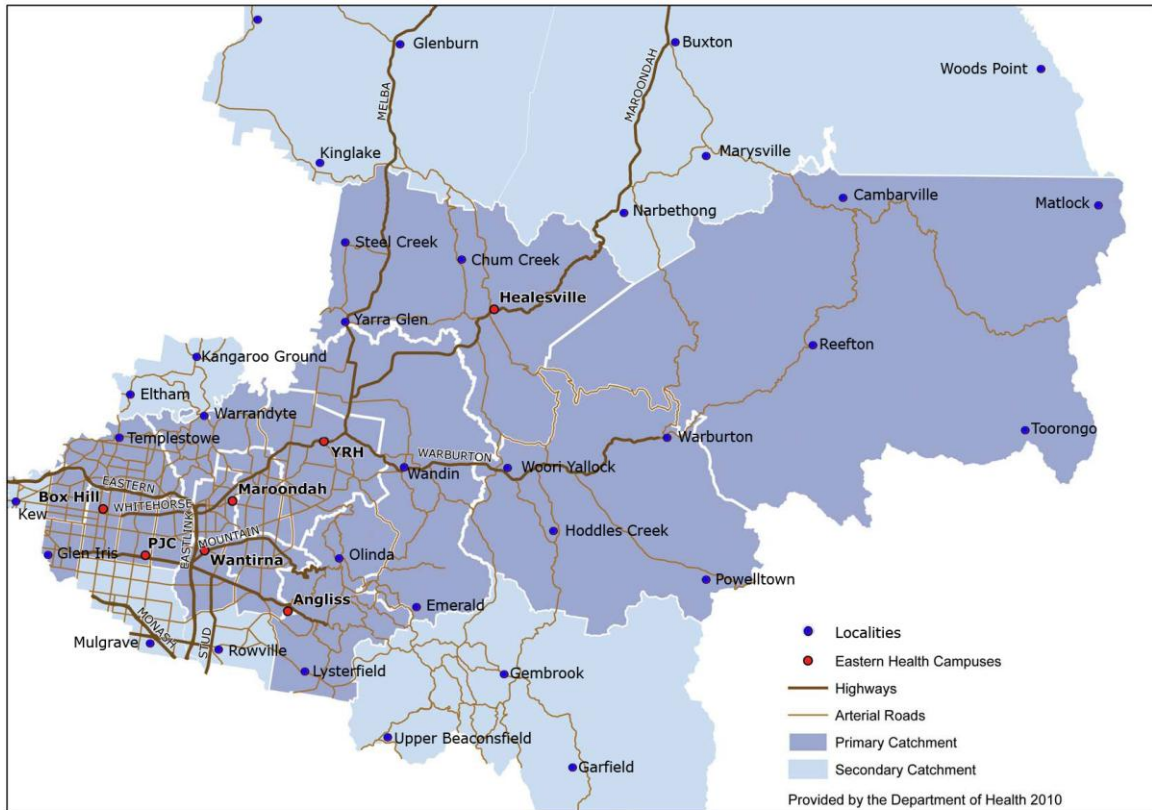 Glenburn
Buxton
Woods Point
MELBA
MAROONDAH
Kinglake
Marysville
Cambarville
Matlock
Narbethong
Steel Creek
Chum Creek
Healesville
Yarra Glen
Reefton
Kangaroo Ground
Eltham
Warrandyte
Templestowe
YRH
Warburton
Toorongo
WARBURTON
Wandin
Woori Yallock
EASTERN
Box Hill
WHITEHORSE
Maroondah
Kew
EASTLINK
MOUNTAIN
Hoddles Creek
PJC
Glen Iris
Wantirna
Olinda
Powelltown
Angliss
Emerald
MONASH
STUD
Mulgrave
Rowville
Lysterfield
Gembrook
Upper Beaconsfield
Garfield
Localities
Eastern Health Campuses
Highways
Arterial Roads
Primary Catchment
Secondary Catchment
Provided by the Department of Health 2010